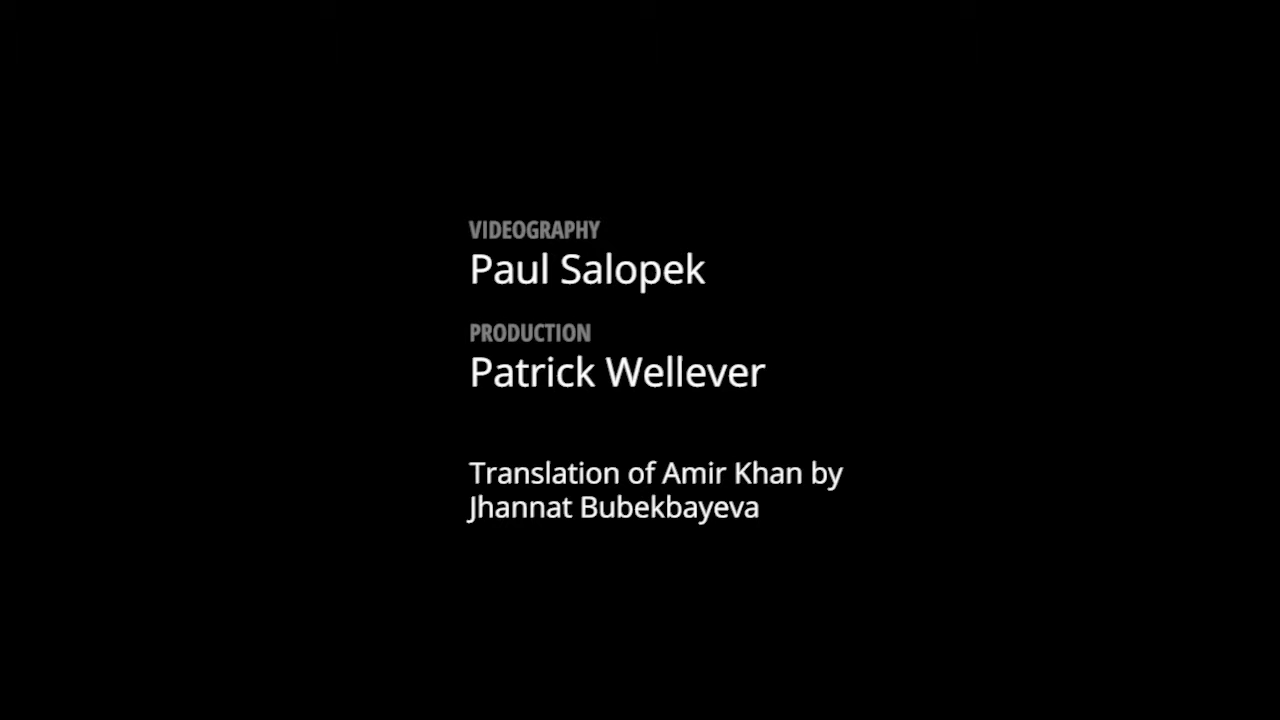 VIDEOGRAPHY
Paul Salopek
PRODUCTION
Patrick Wellever
Translation of Amir Khan by
Jhannat Bubekbayeva